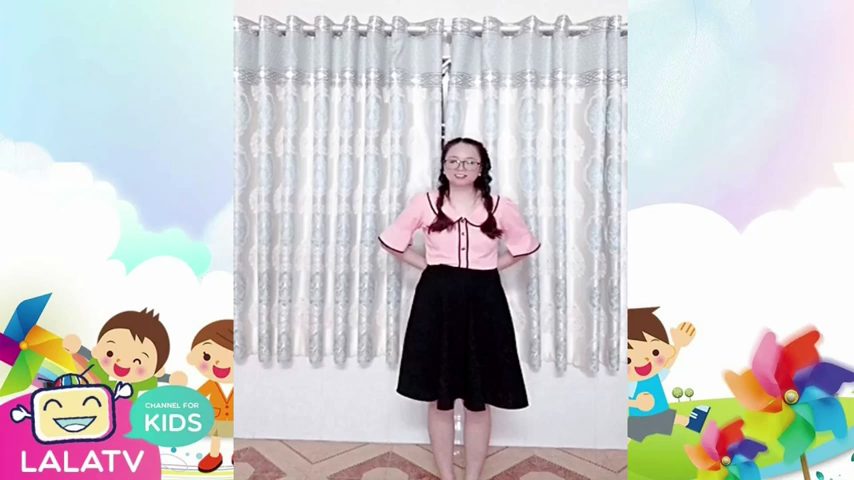 CHANNEL FOR
KIDS
LALATV